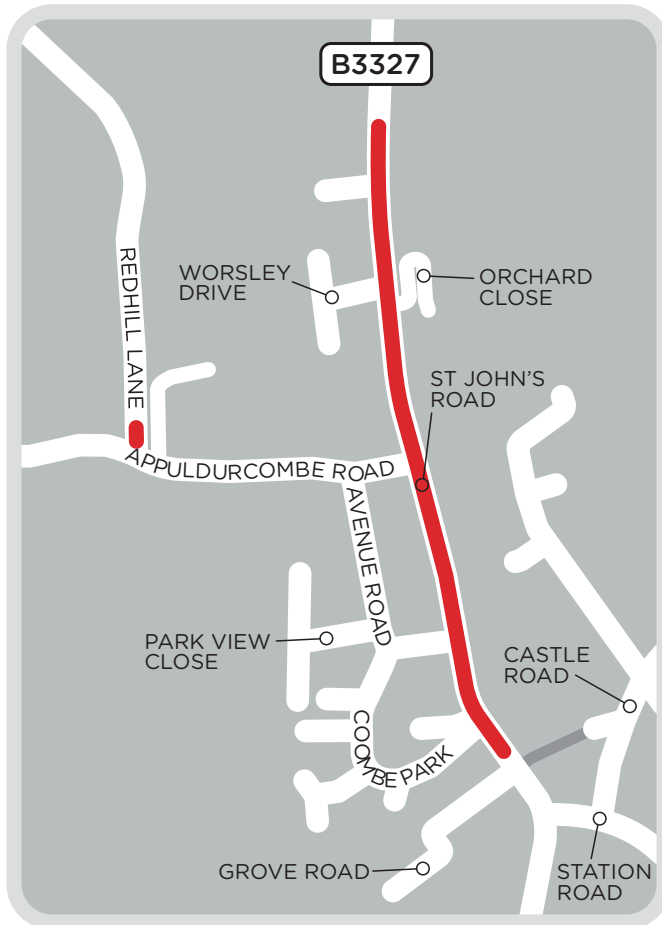 B3327
WORSLEY
DRIVE
ORCHARD
CLOSE
REDHILL LANE
ST JOHN'S
ROAD
APPULDURCOMBE ROAD
AVENUE ROAD
PARK VIEW
CLOSE
CASTLE
ROAD
COOMBE PARK
GROVE ROAD
STATION
ROAD